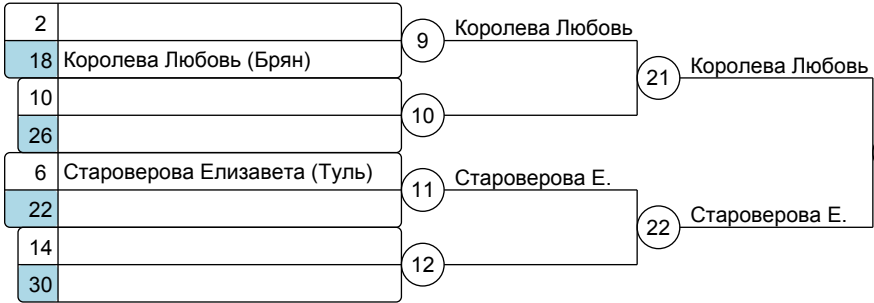 2
18 Королева Любовь (Брян)
9 Королева Любовь
21 Королева Любовь
10
26
10
6 Староверова Елизавета (Туль)
22
11 Староверова Е.
22 Староверова Е.
14
30
12